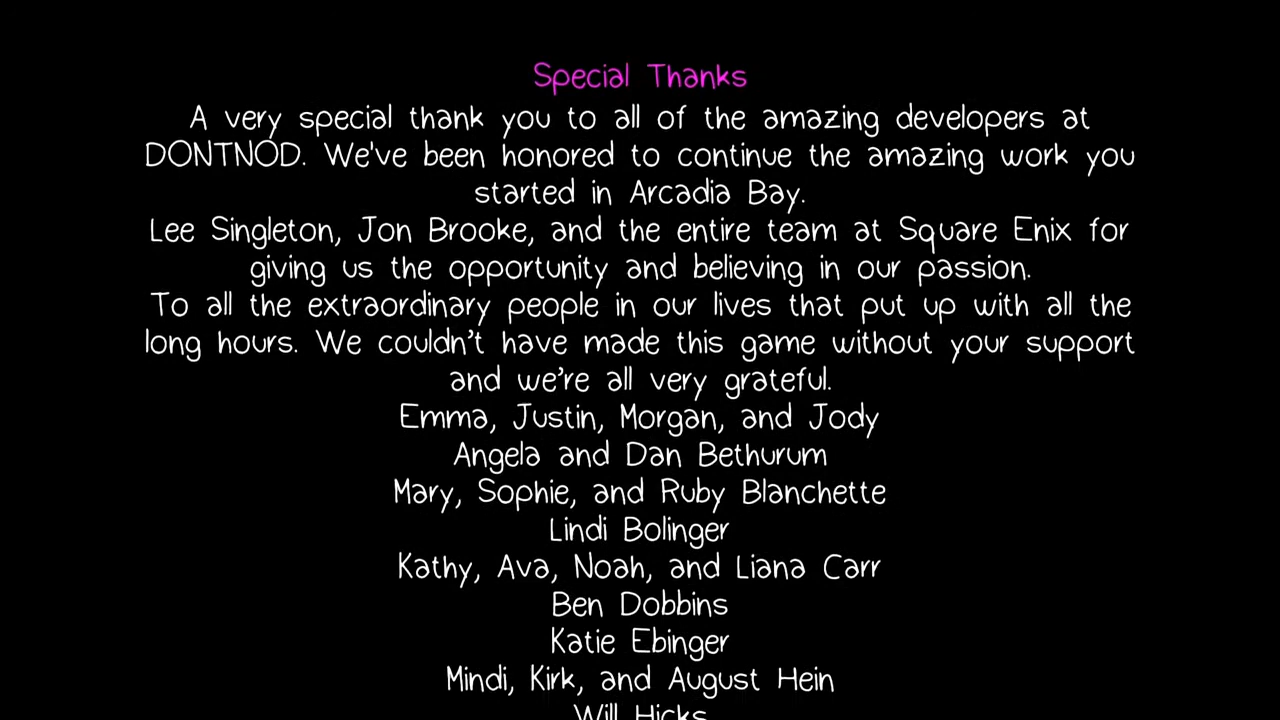 Special Thanks
A very special thank you to all of the amazing developers at
DONTNOD. We've been honored to continue the amazing work you
started in Arcadia Bay.
Lee Singleton, Jon Brooke, and the entire team at Square Enix for
giving us the opportunity and believing in our passion.
To all the extraordinary people in our lives that put up with all the
long hours. We couldn’t have made this game without your support
and we’re all very grateful.
Emma, Justin, Morgan, and Jody
Angela and Dan Bethurum
Mary, Sophie, and Ruby Blanchette
Lindi Bolinger
Kathy, Ava, Noah, and Liana Carr
Ben Dobbins
Katie Ebinger
Mindi, Kirk, and August Hein
Will Hicks